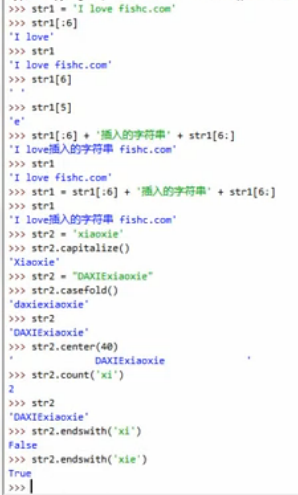 >>> str1 = 'I love fishc.com'
>>> str1[:6]
'I love'
>>> str1
'I love fishc.com'
>>> str1[6]
' '
>>> str1[5]
'e'
>>> str1[:6] + '插入的字符串' + str1[6:]
'I love插入的字符串 fishc.com'
>>> str1
'I love fishc.com'
>>> str1 = str1[:6] + '插入的字符串' + str1[6:]
>>> str1
'I love插入的字符串 fishc.com'
>>> str2 = 'xiaoxie'
>>> str2.capitalize()
'Xiaoxie'
>>> str2 = "DAXIExiaoxie"
>>> str2.casefold()
'daxiexiaoxie'
>>> str2
'DAXIExiaoxie'
>>> str2.center(40)
'              DAXIExiaoxie              '
>>> str2.count('xi')
2
>>> str2
'DAXIExiaoxie'
>>> str2.endswith('xi')
False
>>> str2.endswith('xie')
True
>>>